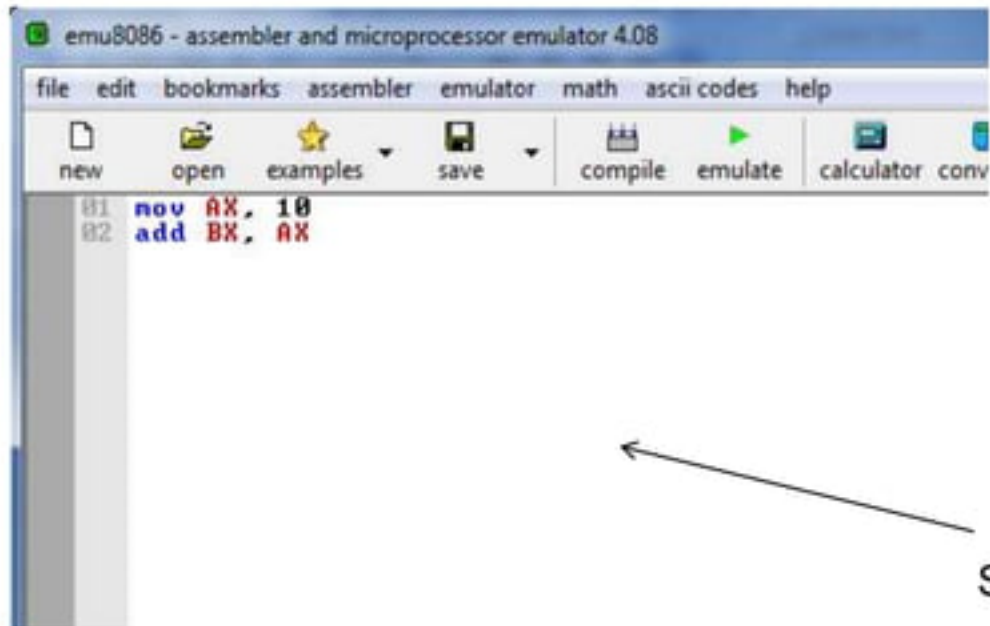 emu8086 - assembler and microprocessor emulator 4.08
file edit bookmarks assembler emulator math ascii codes help
new open examples save compile emulate calculator conv
01 mov AX, 10
02 add BX, AX
S